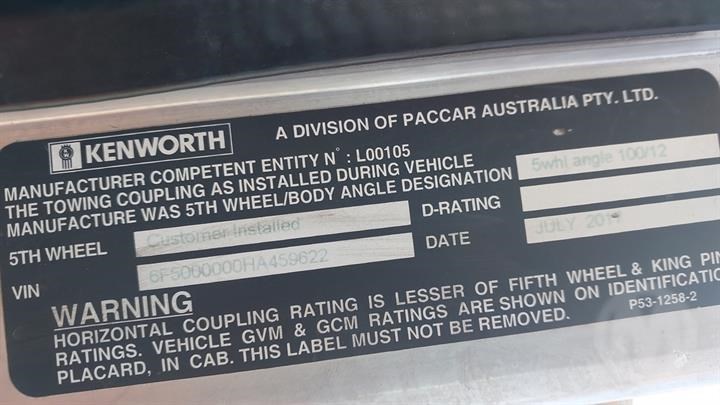 KENWORTH
A DIVISION OF PACCAR AUSTRALIA PTY. LTD.
MANUFACTURER COMPETENT ENTITY N° : L00105
THE TOWING COUPLING AS INSTALLED DURING VEHICLE
MANUFACTURE WAS 5TH WHEEL/BODY ANGLE DESIGNATION 5whl angle 100/12
5TH WHEEL Customer Installed D-RATING
VIN 6F5000000HA459622 DATE JULY 2017
WARNING
HORIZONTAL COUPLING RATING IS LESSER OF FIFTH WHEEL & KING PIN
RATINGS. VEHICLE GVM & GCM RATINGS ARE SHOWN ON IDENTIFICATION
PLACARD, IN CAB. THIS LABEL MUST NOT BE REMOVED. P53-1258-2